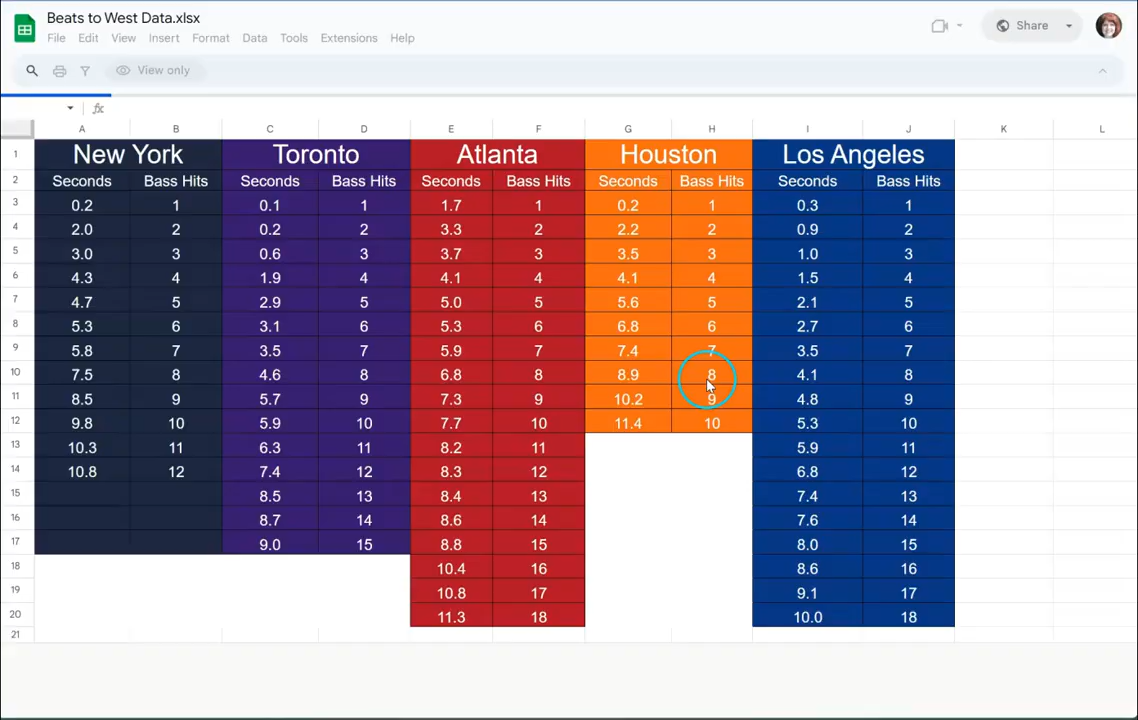 Beats to West Data.xlsx
File Edit View Insert Format Data Tools Extensions Help
Share
View only
fx
A B C D E F G H I J K L
1 New York Toronto Atlanta Houston Los Angeles
2 Seconds Bass Hits Seconds Bass Hits Seconds Bass Hits Seconds Bass Hits Seconds Bass Hits
3 0.2 1 0.1 1 1.7 1 0.2 1 0.3 1
4 2.0 2 0.2 2 3.3 2 2.2 2 0.9 2
5 3.0 3 0.6 3 3.7 3 3.5 3 1.0 3
6 4.3 4 1.9 4 4.1 4 4.1 4 1.5 4
7 4.7 5 2.9 5 5.0 5 5.6 5 2.1 5
8 5.3 6 3.1 6 5.3 6 6.8 6 2.7 6
9 5.8 7 3.5 7 5.9 7 7.4 7 3.5 7
10 7.5 8 4.6 8 6.8 8 8.9 8 4.1 8
11 8.5 9 5.7 9 7.3 9 10.2 9 4.8 9
12 9.8 10 5.9 10 7.7 10 11.4 10 5.3 10
13 10.3 11 6.3 11 8.2 11 5.9 11
14 10.8 12 7.4 12 8.3 12 6.8 12
15 8.5 13 8.4 13 7.4 13
16 8.7 14 8.6 14 7.6 14
17 9.0 15 8.8 15 8.0 15
18 10.4 16 8.6 16
19 10.8 17 9.1 17
20 11.3 18 10.0 18
21